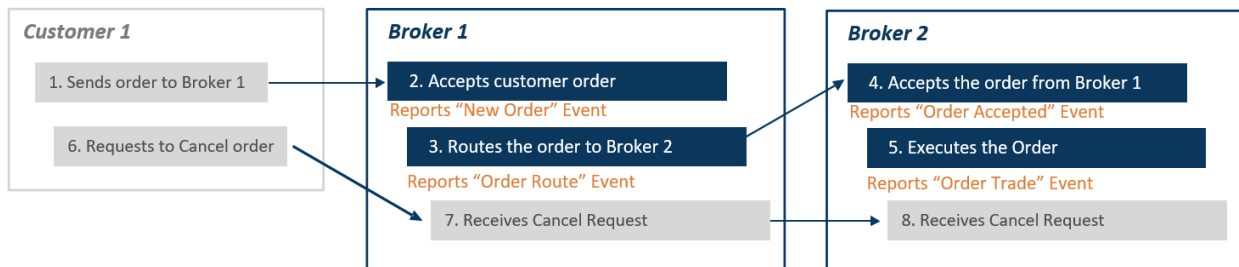 Customer 1
1. Sends order to Broker 1
6. Requests to Cancel order
Broker 1
2. Accepts customer order
Reports “New Order” Event
3. Routes the order to Broker 2
Reports “Order Route” Event
7. Receives Cancel Request
Broker 2
4. Accepts the order from Broker 1
Reports “Order Accepted” Event
5. Executes the Order
Reports “Order Trade” Event
8. Receives Cancel Request